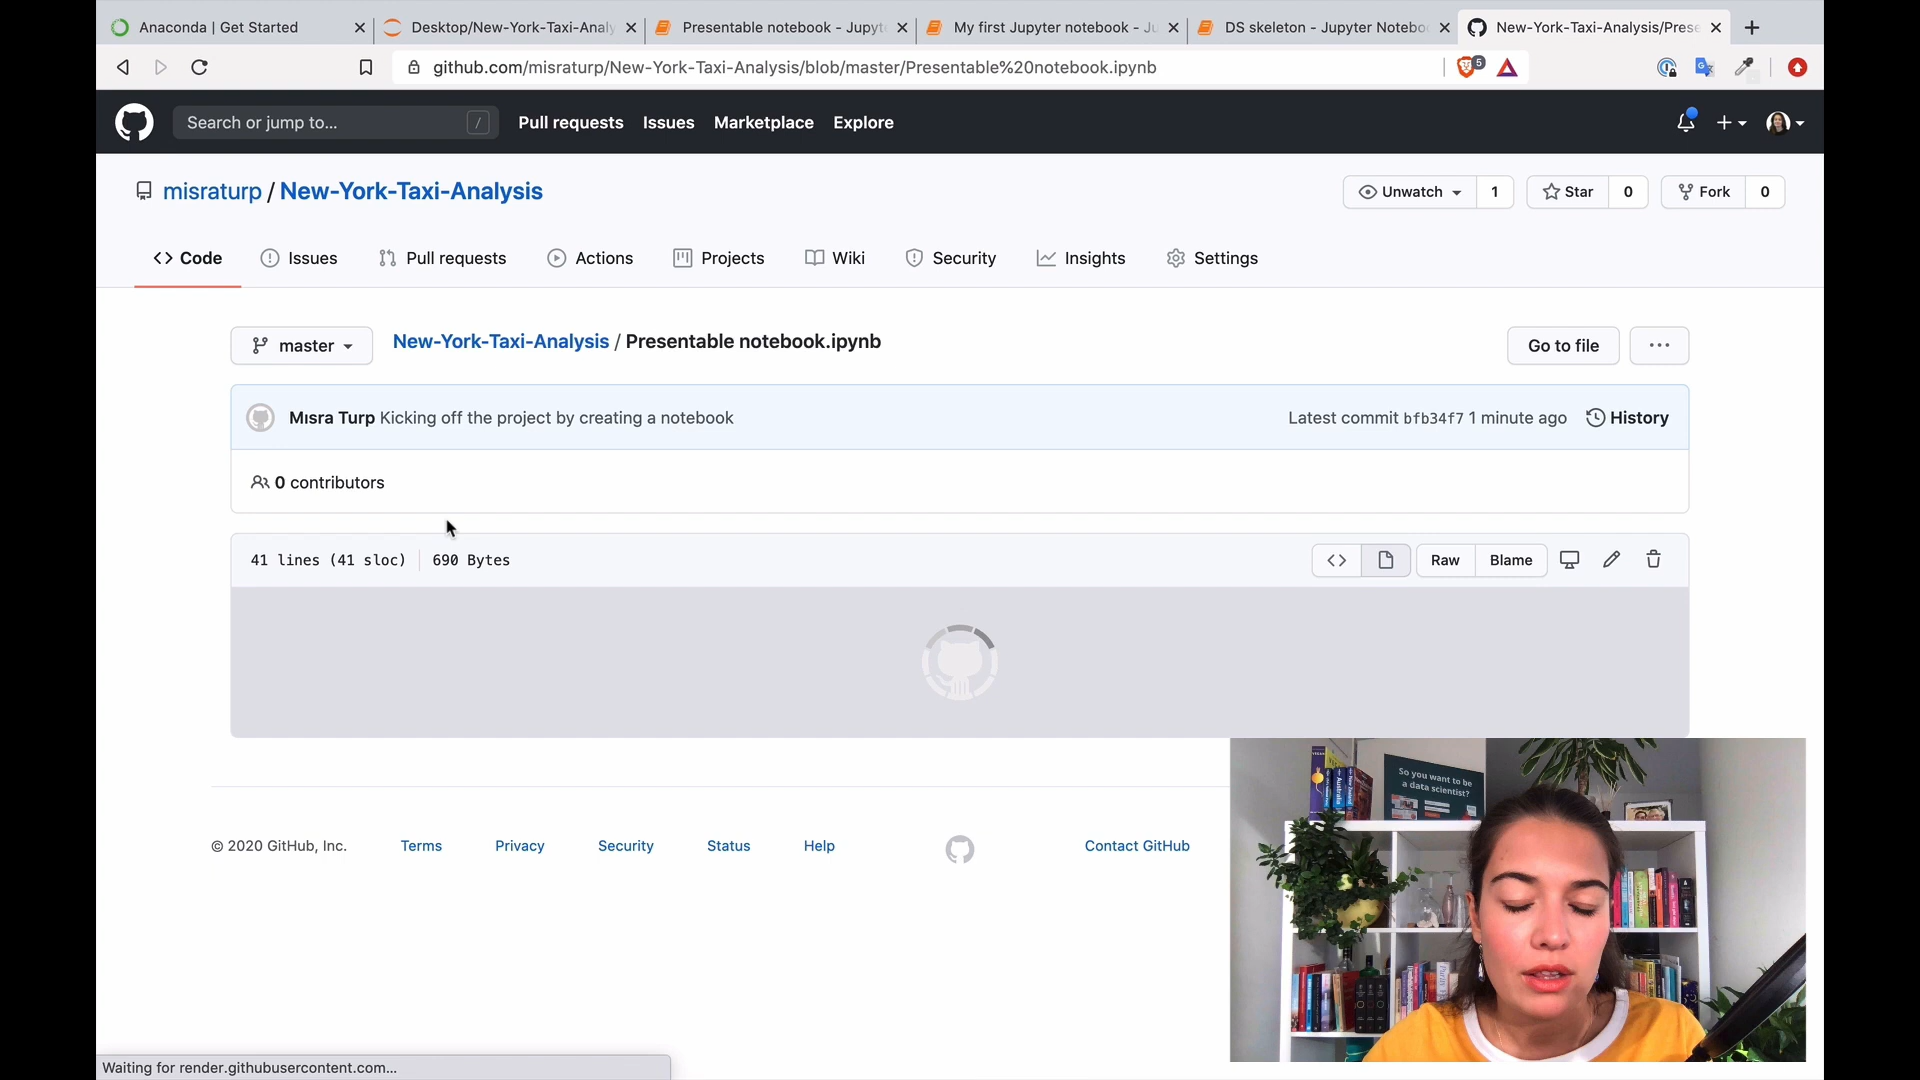 Anaconda | Get Started
Desktop/New-York-Taxi-Analy
Presentable notebook - Jupyte
My first Jupyter notebook - Ju
DS skeleton - Jupyter Notebo
New-York-Taxi-Analysis/Prese
github.com/misraturp/New-York-Taxi-Analysis/blob/master/Presentable%20notebook.ipynb
5
Search or jump to...
/
Pull requests
Issues
Marketplace
Explore
misraturp / New-York-Taxi-Analysis
Unwatch 1
Star 0
Fork 0
Code
Issues
Pull requests
Actions
Projects
Wiki
Security
Insights
Settings
master
New-York-Taxi-Analysis / Presentable notebook.ipynb
Go to file
Mısra Turp Kicking off the project by creating a notebook
Latest commit bfb34f7 1 minute ago
History
0 contributors
41 lines (41 sloc)
690 Bytes
Raw
Blame
So you want to be
a data scientist?
© 2020 GitHub, Inc.
Terms
Privacy
Security
Status
Help
Contact GitHub
Waiting for render.githubusercontent.com...